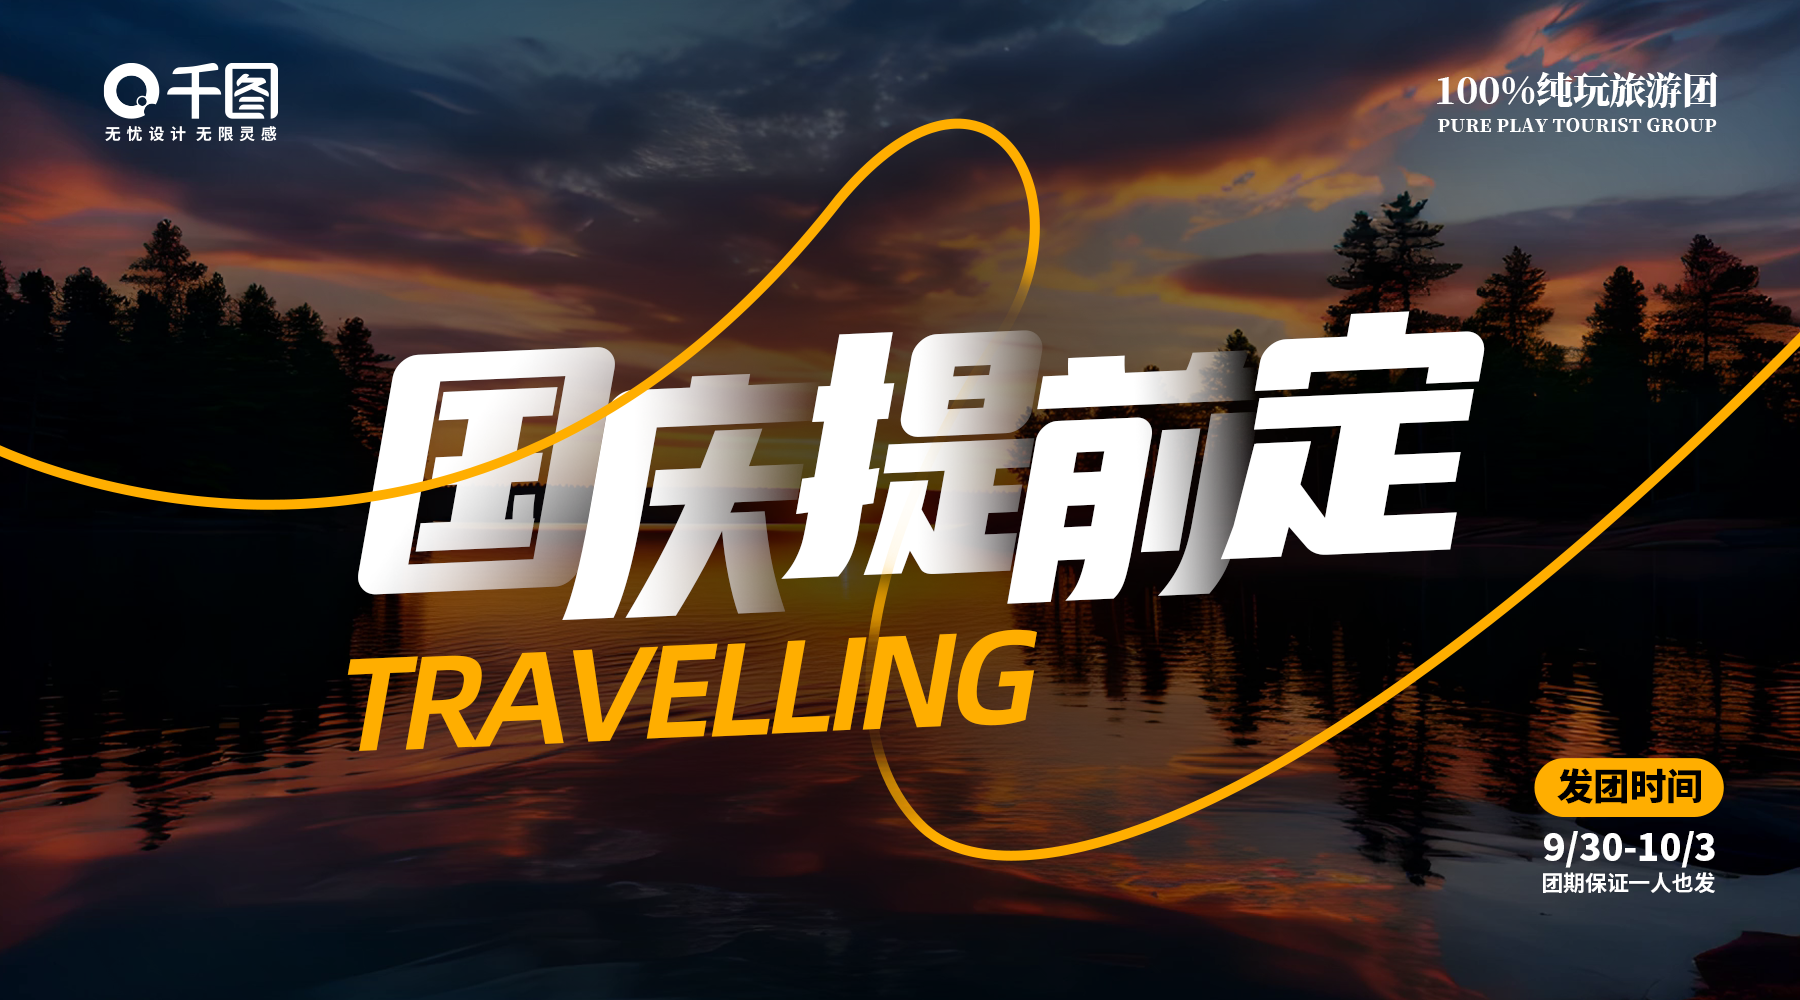 千图
无忧设计 无限灵感
100%纯玩旅游团
PURE PLAY TOURIST GROUP
国庆提前定
TRAVELLING
发团时间
9/30-10/3
团期保证一人也发